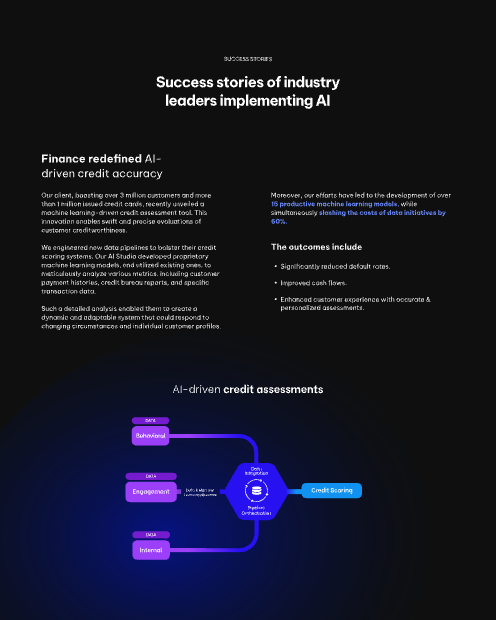 SUCCESS STORIES
Success stories of industry
leaders implementing AI
Finance redefined AI-
driven credit accuracy
Our client, boasting over 3 million customers and more
than 1 million issued credit cards, recently unveiled a
machine learning-driven credit assessment tool. This
innovation enables swift and precise evaluations of
customer creditworthiness.
We engineered new data pipelines to bolster their credit
scoring systems. Our AI Studio developed proprietary
machine learning models, and utilized existing ones, to
meticulously analyze various metrics, including customer
payment histories, credit bureau reports, and specific
transaction data.
Such a detailed analysis enabled them to create a
dynamic and adaptable system that could respond to
changing circumstances and individual customer profiles.
Moreover, our efforts have led to the development of over
15 productive machine learning models, while
simultaneously slashing the costs of data initiatives by
60%.
The outcomes include
• Significantly reduced default rates.
• Improved cash flows.
• Enhanced customer experience with accurate &
personalized assessments.
AI-driven credit assessments
DATA
Behavioral
DATA
Engagement
DATA
Internal
Data
Integration
Pipeline
Orchestration
Credit Scoring